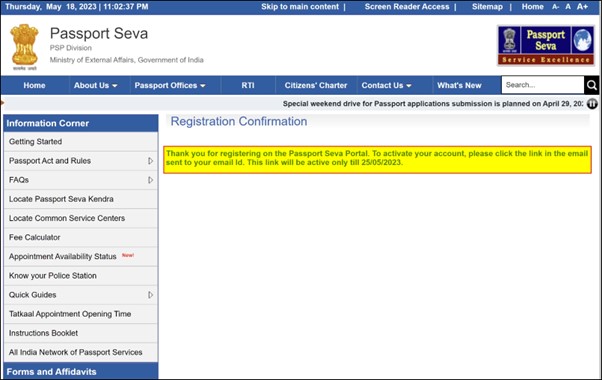 Thursday, May 18, 2023 | 11:02:37 PM Skip to main content | Screen Reader Access | Sitemap | Home A- A A+
Passport Seva
PSP Division
Ministry of External Affairs, Government of India
Passport
Seva
Service Excellence
Home About Us Passport Offices RTI Citizens' Charter Contact Us What's New Search...
Special weekend drive for Passport applications submission is planned on April 29, 202
Information Corner
Getting Started
Passport Act and Rules
FAQs
Locate Passport Seva Kendra
Locate Common Service Centers
Fee Calculator
Appointment Availability Status New!
Know your Police Station
Quick Guides
Tatkaal Appointment Opening Time
Instructions Booklet
All India Network of Passport Services
Forms and Affidavits
Registration Confirmation
Thank you for registering on the Passport Seva Portal. To activate your account, please click the link in the email
sent to your email Id. This link will be active only till 25/05/2023.